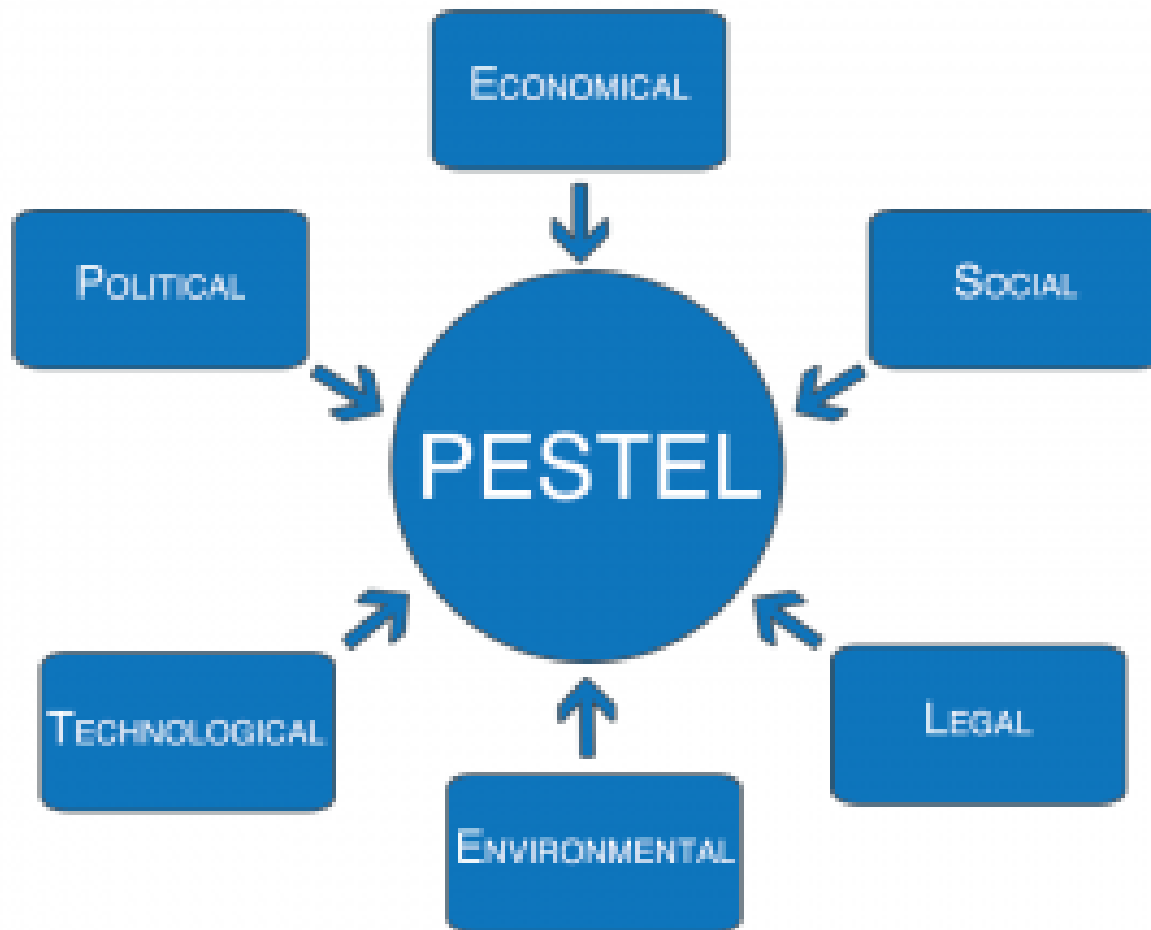 Economical
Political
Social
PESTEL
Technological
Legal
Environmental